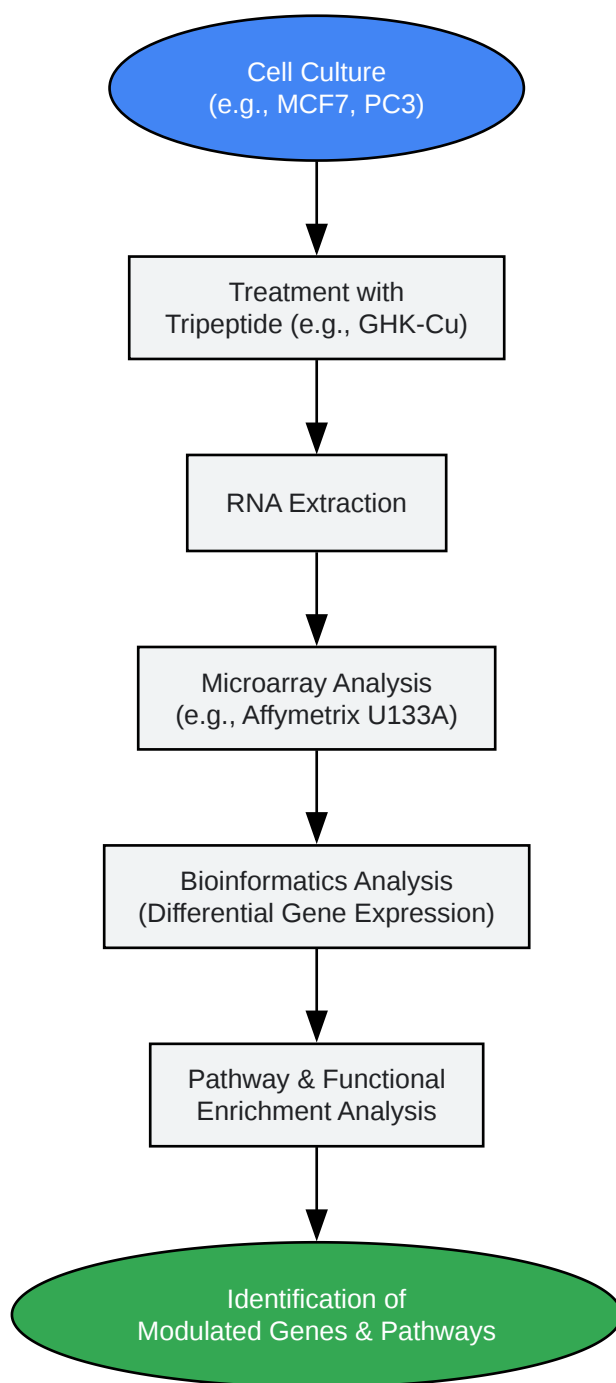 Cell Culture
(e.g., MCF7, PC3)
Treatment with
Tripeptide (e.g., GHK-Cu)
RNA Extraction
Microarray Analysis
(e.g., Affymetrix U133A)
Bioinformatics Analysis
(Differential Gene Expression)
Pathway & Functional
Enrichment Analysis
Identification of
Modulated Genes & Pathways